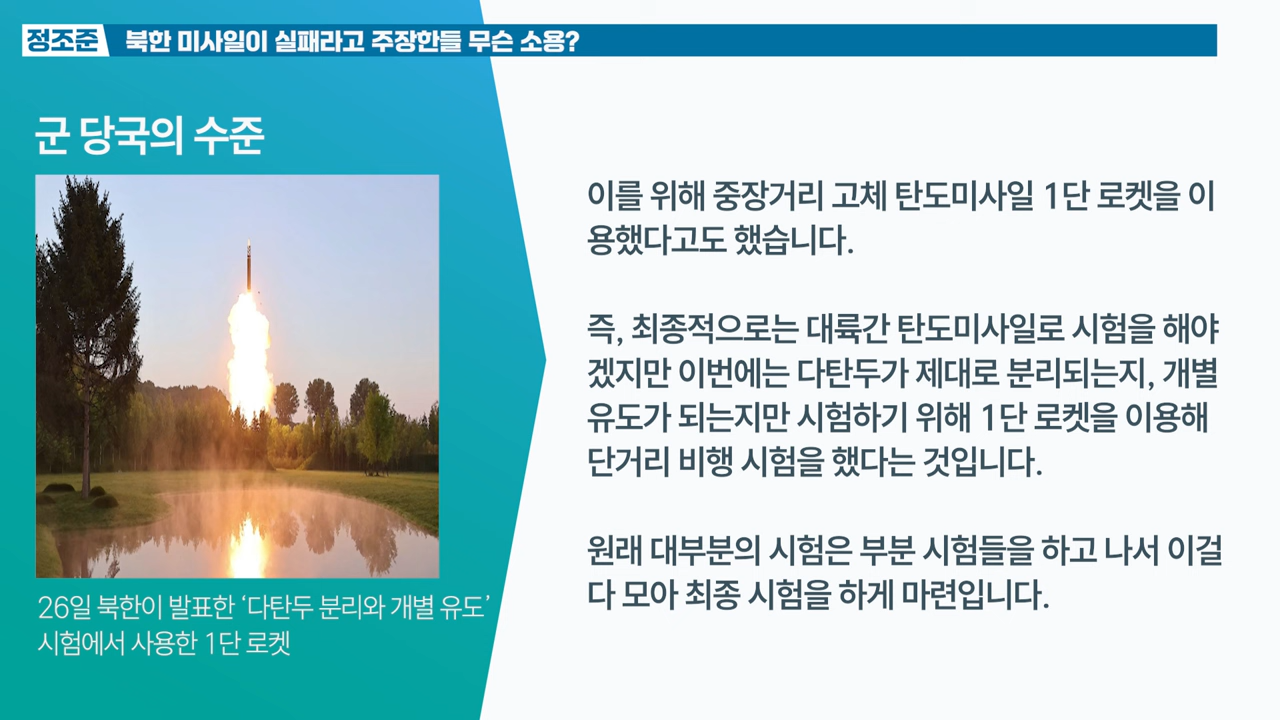 정조준 북한 미사일이 실패라고 주장한들 무슨 소용?
군 당국의 수준
26일 북한이 발표한 ‘다탄두 분리와 개별 유도’
시험에서 사용한 1단 로켓
이를 위해 중장거리 고체 탄도미사일 1단 로켓을 이
용했다고도 했습니다.
즉, 최종적으로는 대륙간 탄도미사일로 시험을 해야
겠지만 이번에는 다탄두가 제대로 분리되는지, 개별
유도가 되는지만 시험하기 위해 1단 로켓을 이용해
단거리 비행 시험을 했다는 것입니다.
원래 대부분의 시험은 부분 시험들을 하고 나서 이걸
다 모아 최종 시험을 하게 마련입니다.